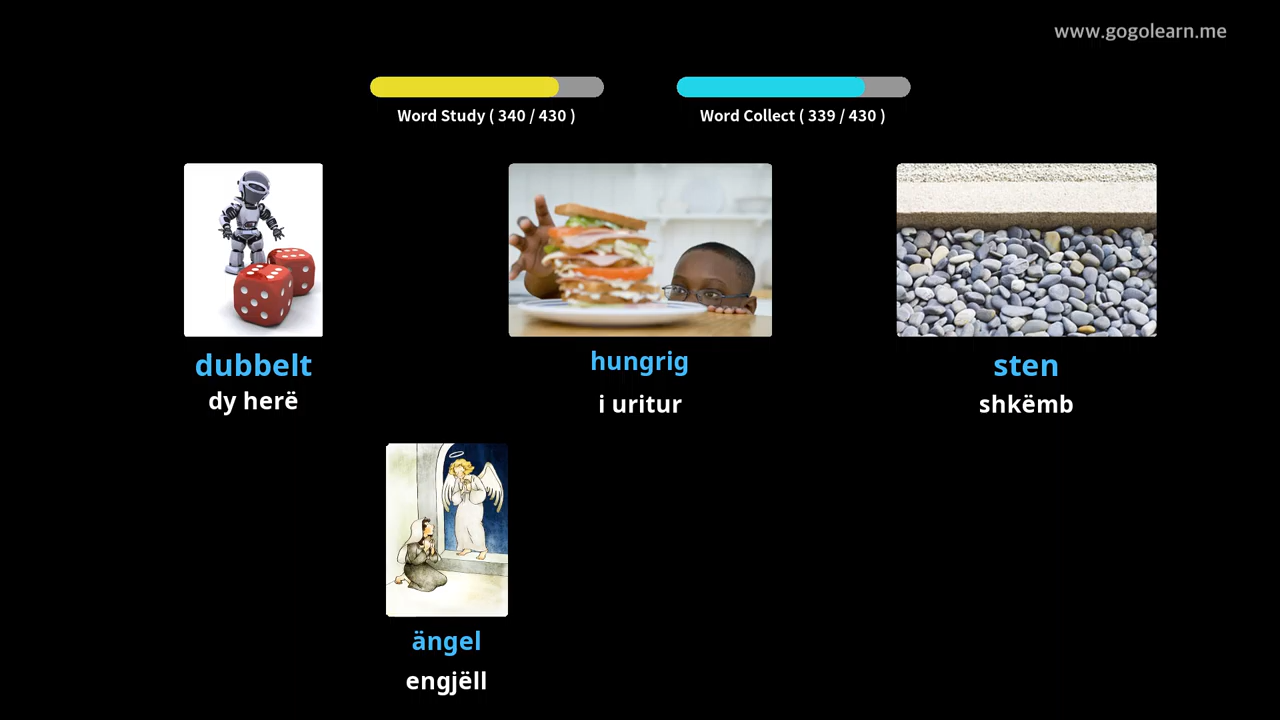 www.gogolearn.me
Word Study ( 340 / 430 )
Word Collect ( 339 / 430 )
dubbelt
dy herë
hungrig
i uritur
sten
shkëmb
ängel
engjëll